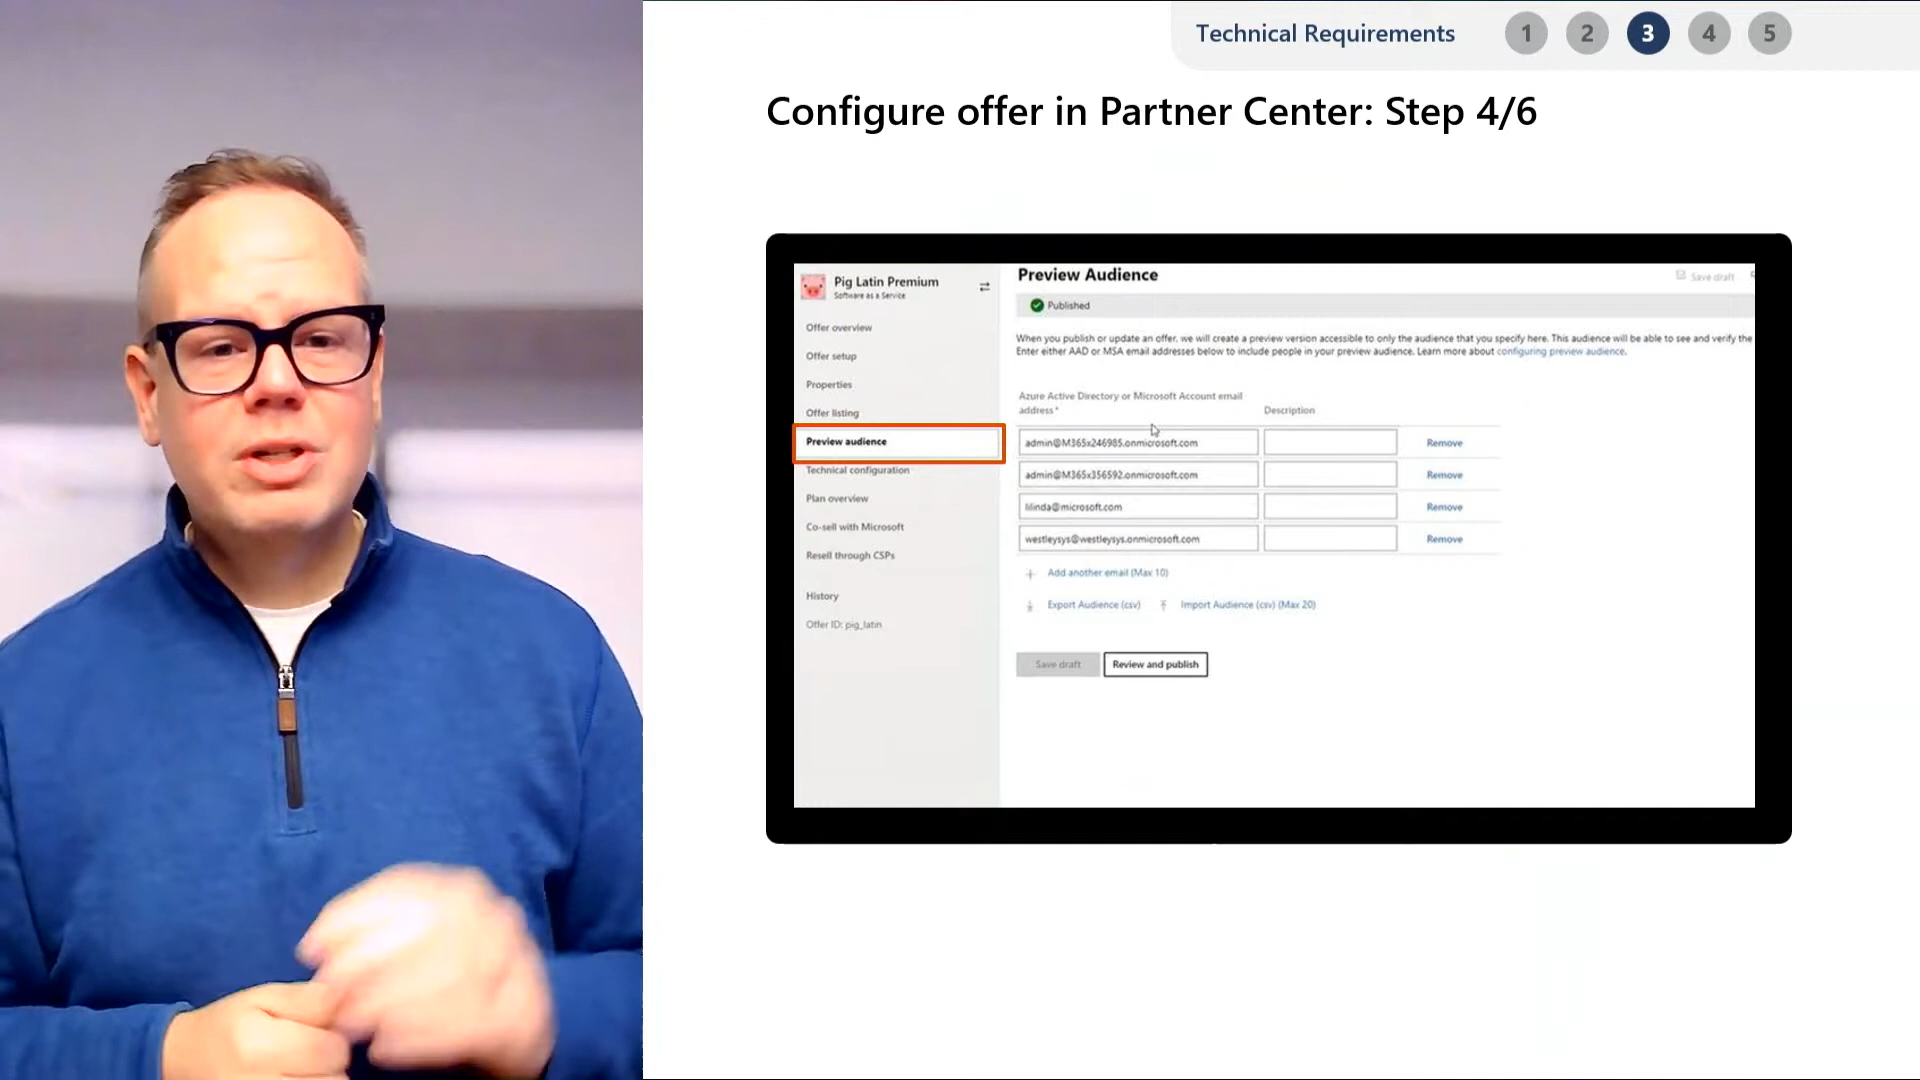 Technical Requirements 1 2 3 4 5
Configure offer in Partner Center: Step 4/6
Pig Latin Premium
Software as a Service
Offer overview
Offer setup
Properties
Offer listing
Preview audience
Technical configuration
Plan overview
Co-sell with Microsoft
Resell through CSPs
History
Offer ID: pig_latin
Preview Audience
Save draft
Published
When you publish or update an offer, we will create a preview version accessible to only the audience that you specify here. This audience will be able to see and verify the
Enter either AAD or MSA email addresses below to include people in your preview audience. Learn more about configuring preview audience.
Azure Active Directory or Microsoft Account email
address * Description
admin@M365x246985.onmicrosoft.com Remove
admin@M365x356592.onmicrosoft.com Remove
lilinda@microsoft.com Remove
westleysys@westleysys.onmicrosoft.com Remove
Add another email (Max 10)
Export Audience (csv) Import Audience (csv) (Max 20)
Save draft Review and publish